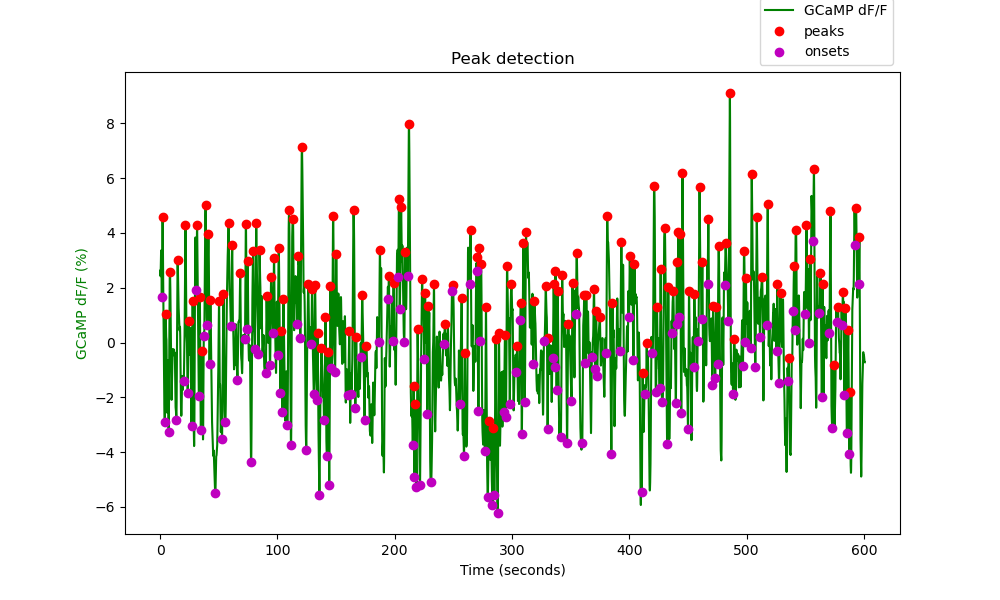 GCaMP dF/F
peaks
onsets
Peak detection
GCaMP dF/F (%)
8
6
4
2
0
−2
−4
−6
0 100 200 300 400 500 600
Time (seconds)